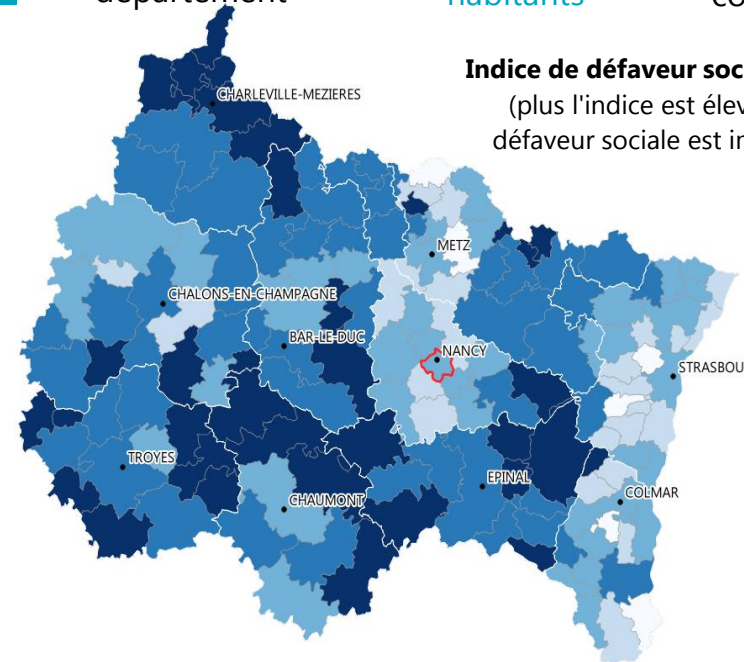 habitants
Indice de défaveur soc
(plus l'indice est élev
défaveur sociale est in
CHARLEVILLE-MEZIERES
METZ
CHALONS-EN-CHAMPAGNE
BAR-LE-DUC
NANCY
STRASBOU
TROYES
EPINAL
CHAUMONT
COLMAR